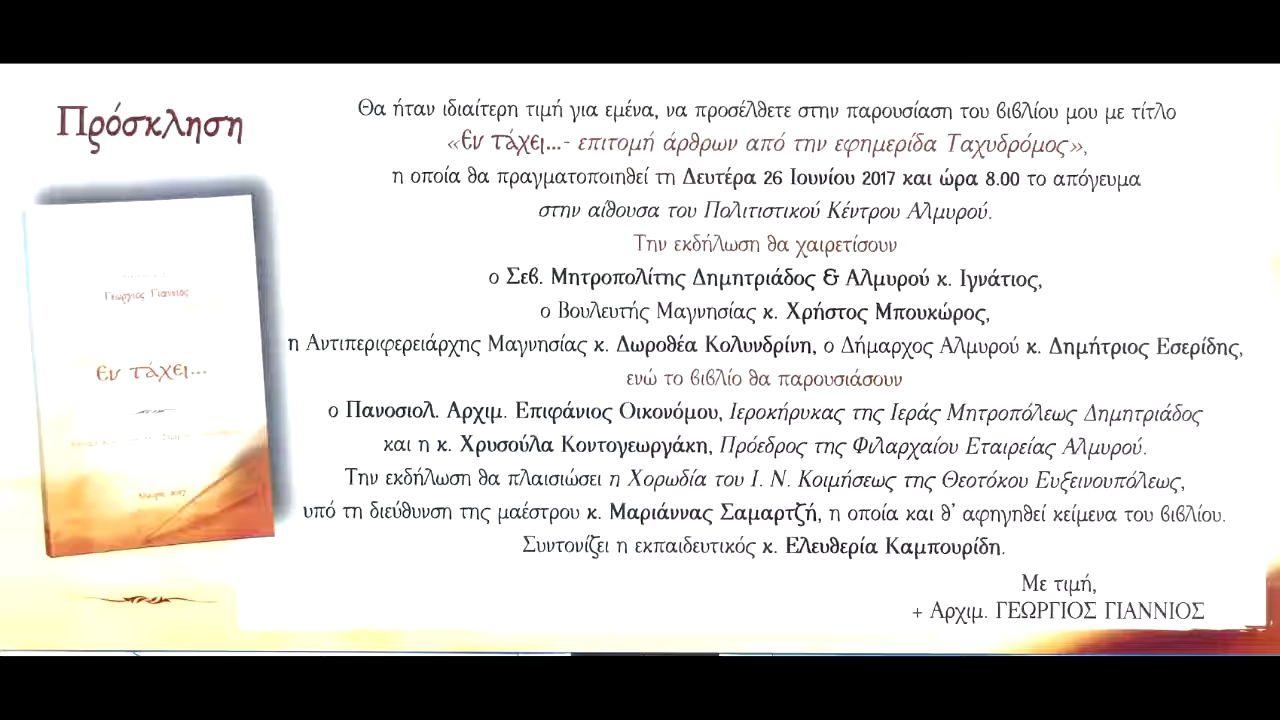 Πρόσκληση
Θα ήταν ιδιαίτερη τιμή για εμένα, να προσέλθετε στην παρουσίαση του βιβλίου μου με τίτλο
«Εν τάχει...- επιτομή άρθρων από την εφημερίδα Ταχυδρόμος»,
η οποία θα πραγματοποιηθεί τη Δευτέρα 26 Ιουνίου 2017 και ώρα 8.00 το απόγευμα
στην αίθουσα του Πολιτιστικού Κέντρου Αλμυρού.
Την εκδήλωση θα χαιρετίσουν
ο Σεβ. Μητροπολίτης Δημητριάδος & Αλμυρού κ. Ιγνάτιος,
ο Βουλευτής Μαγνησίας κ. Χρήστος Μπουκώρος,
η Αντιπεριφερειάρχης Μαγνησίας κ. Δωροθέα Κολυνδρίνη, ο Δήμαρχος Αλμυρού κ. Δημήτριος Εσερίδης,
ενώ το βιβλίο θα παρουσιάσουν
ο Πανοσιολ. Αρχιμ. Επιφάνιος Οικονόμου, Ιεροκήρυκας της Ιεράς Μητροπόλεως Δημητριάδος
και η κ. Χρυσούλα Κοντογεωργάκη, Πρόεδρος της Φιλαρχαίου Εταιρείας Αλμυρού.
Την εκδήλωση θα πλαισιώσει η Χορωδία του Ι. Ν. Κοιμήσεως της Θεοτόκου Ευξεινουπόλεως,
υπό τη διεύθυνση της μαέστρου κ. Μαριάννας Σαμαρτζή, η οποία και θ' αφηγηθεί κείμενα του βιβλίου.
Συντονίζει η εκπαιδευτικός κ. Ελευθερία Καμπουρίδη.
Με τιμή,
+ Αρχιμ. ΓΕΩΡΓΙΟΣ ΓΙΑΝΝΙΟΣ
Γεώργιος Γιάννιος
Εν τάχει...
2017